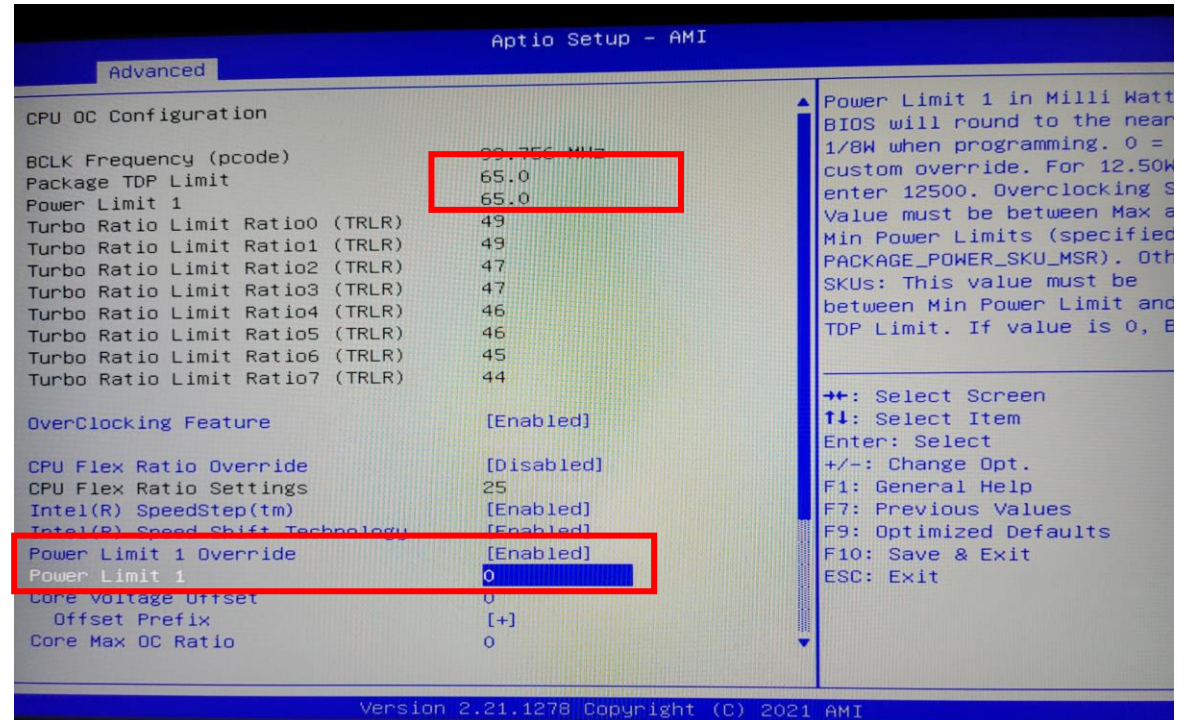 Aptio Setup – AMI
Advanced
CPU OC Configuration
BCLK Frequency (pcode) 99.756 MHz
Package TDP Limit 65.0
Power Limit 1 65.0
Turbo Ratio Limit Ratio0 (TRLR) 49
Turbo Ratio Limit Ratio1 (TRLR) 49
Turbo Ratio Limit Ratio2 (TRLR) 47
Turbo Ratio Limit Ratio3 (TRLR) 47
Turbo Ratio Limit Ratio4 (TRLR) 46
Turbo Ratio Limit Ratio5 (TRLR) 46
Turbo Ratio Limit Ratio6 (TRLR) 45
Turbo Ratio Limit Ratio7 (TRLR) 44
OverClocking Feature [Enabled]
CPU Flex Ratio Override [Disabled]
CPU Flex Ratio Settings 25
Intel(R) SpeedStep(tm) [Enabled]
Intel(R) Speed Shift Technology [Enabled]
Power Limit 1 Override [Enabled]
Power Limit 1 0
Core Voltage Offset 0
Offset Prefix [+]
Core Max OC Ratio 0
Power Limit 1 in Milli Watt
BIOS will round to the near
1/8W when programming. 0 =
custom override. For 12.50W
enter 12500. Overclocking S
Value must be between Max a
Min Power Limits (specified
PACKAGE_POWER_SKU_MSR). Oth
SKUs: This value must be
between Min Power Limit and
TDP Limit. If value is 0, B
→←: Select Screen
↑↓: Select Item
Enter: Select
+/-: Change Opt.
F1: General Help
F7: Previous Values
F9: Optimized Defaults
F10: Save & Exit
ESC: Exit
Version 2.21.1278 Copyright (C) 2021 AMI